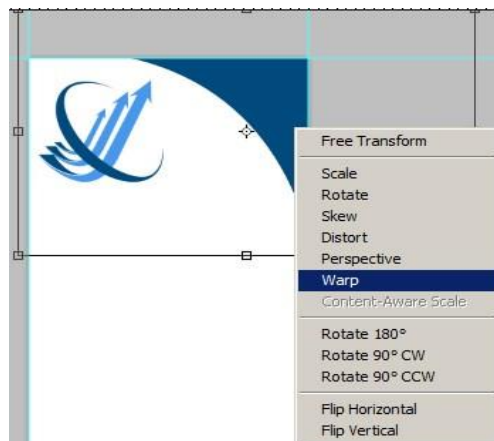 Free Transform
Scale
Rotate
Skew
Distort
Perspective
Warp
Content-Aware Scale
Rotate 180°
Rotate 90° CW
Rotate 90° CCW
Flip Horizontal
Flip Vertical